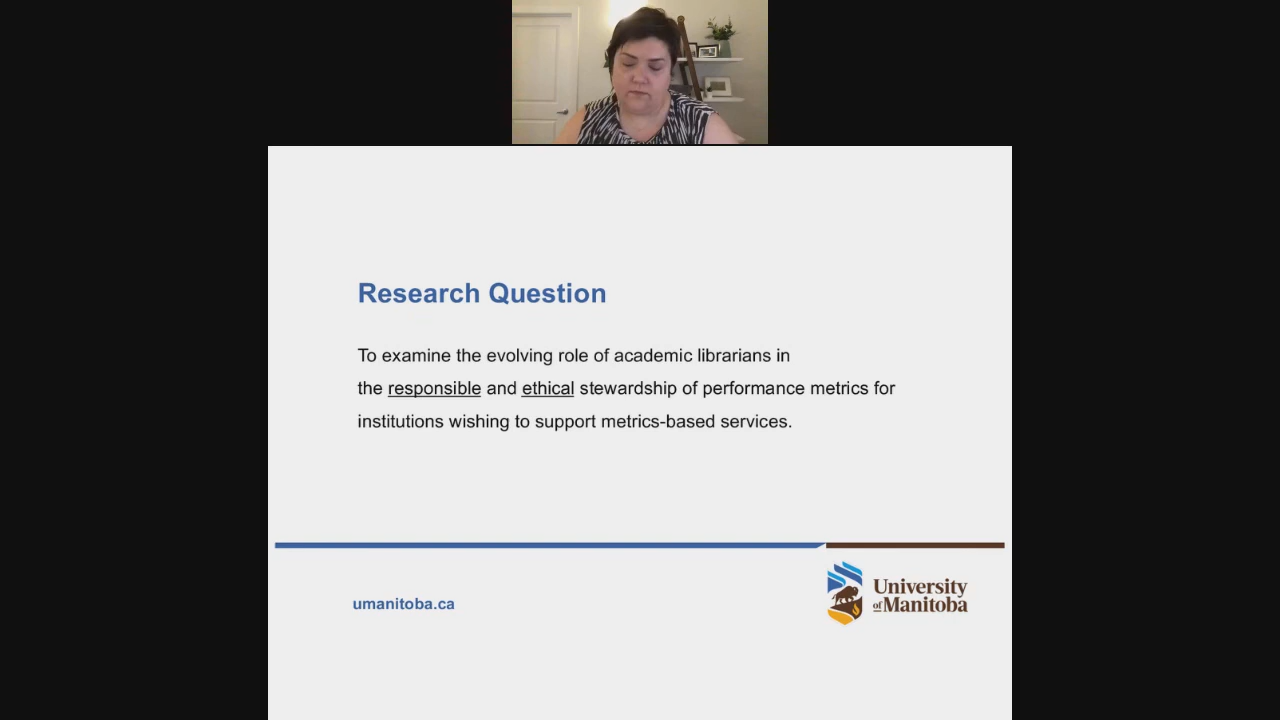 Research Question
To examine the evolving role of academic librarians in
the responsible and ethical stewardship of performance metrics for
institutions wishing to support metrics-based services.
umanitoba.ca
University
of Manitoba